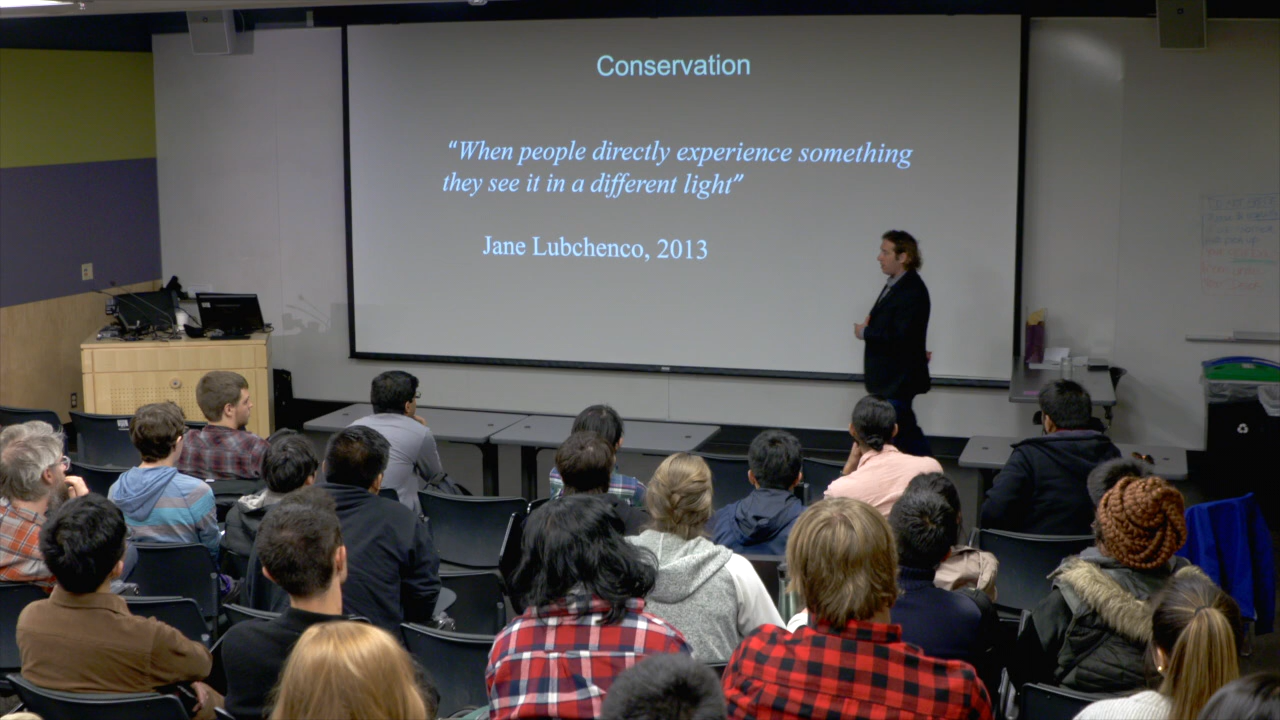 Conservation
“When people directly experience something
they see it in a different light”
Jane Lubchenco, 2013